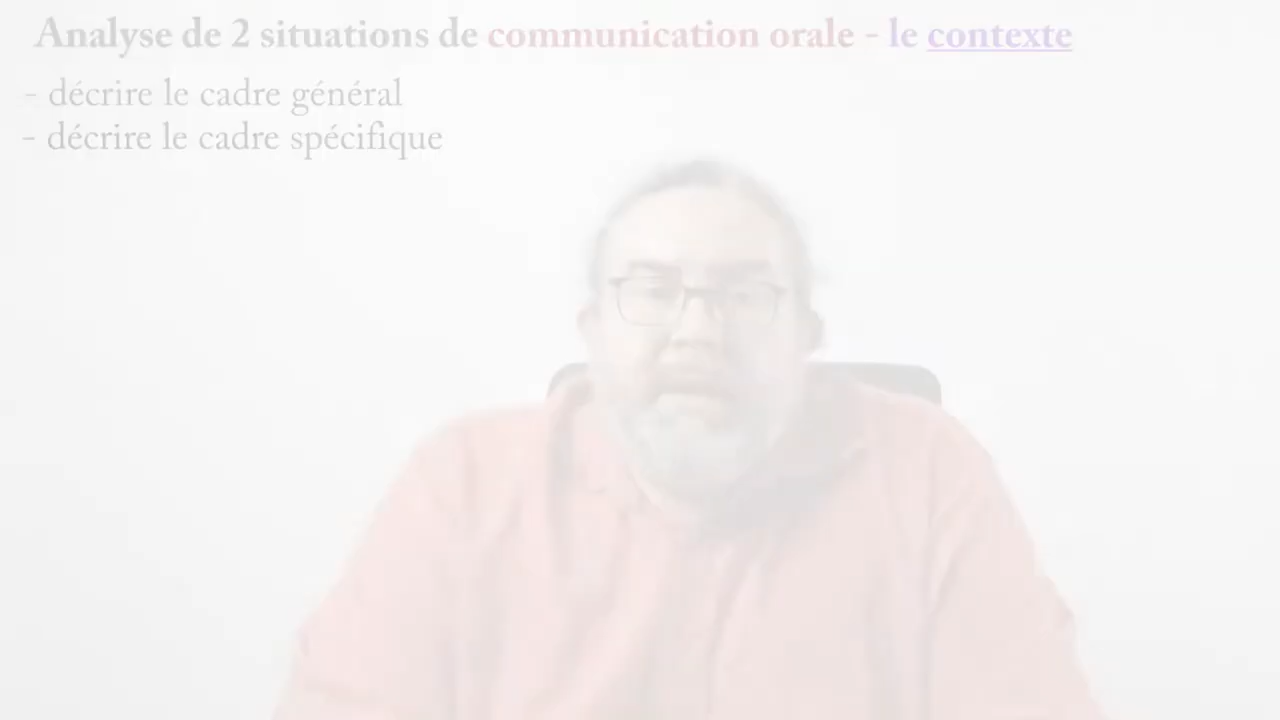 Analyse de 2 situations de communication orale - le contexte
- décrire le cadre général
- décrire le cadre spécifique